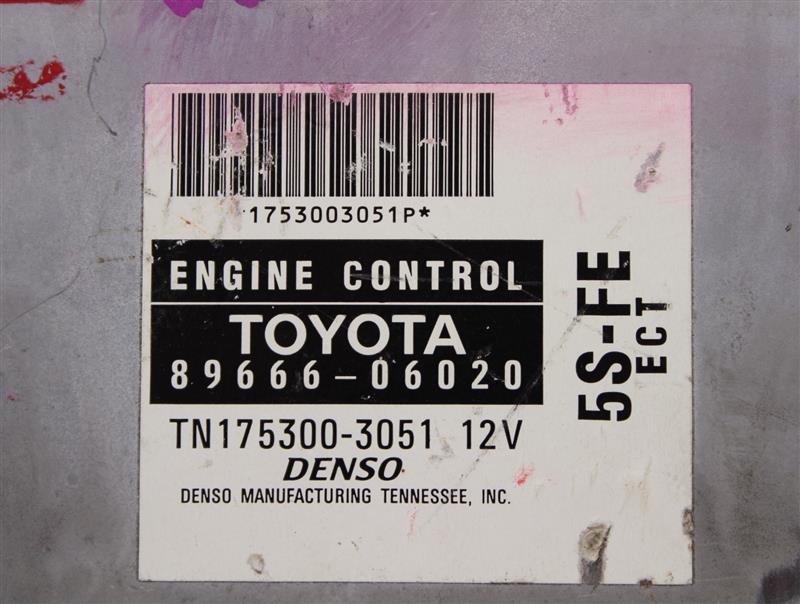 1753003051P*
ENGINE CONTROL
TOYOTA
89666-06020
TN175300-3051 12V
DENSO
DENSO MANUFACTURING TENNESSEE, INC.
5S-FE
ECT